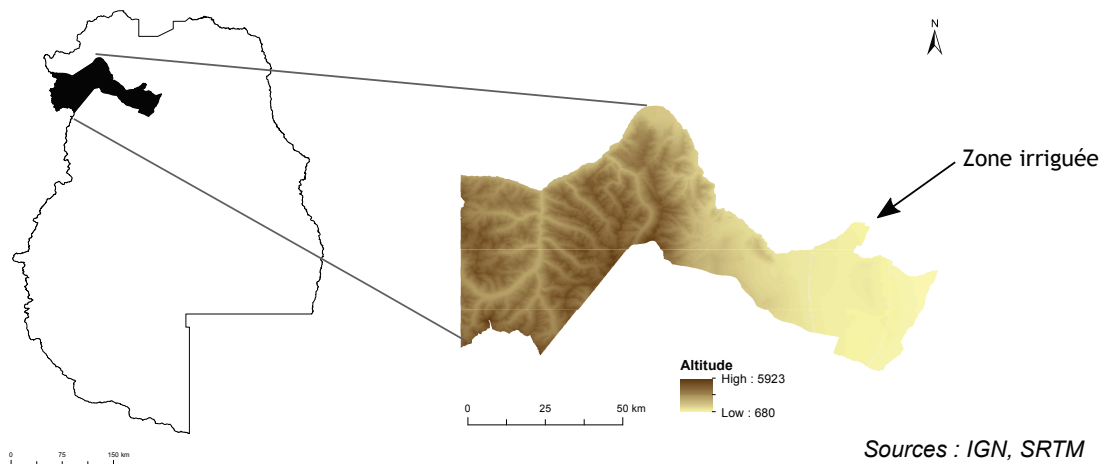 N
Zone irriguée
Altitude
High : 5923
Low : 680
0 25 50 km
0 75 150 km
Sources : IGN, SRTM